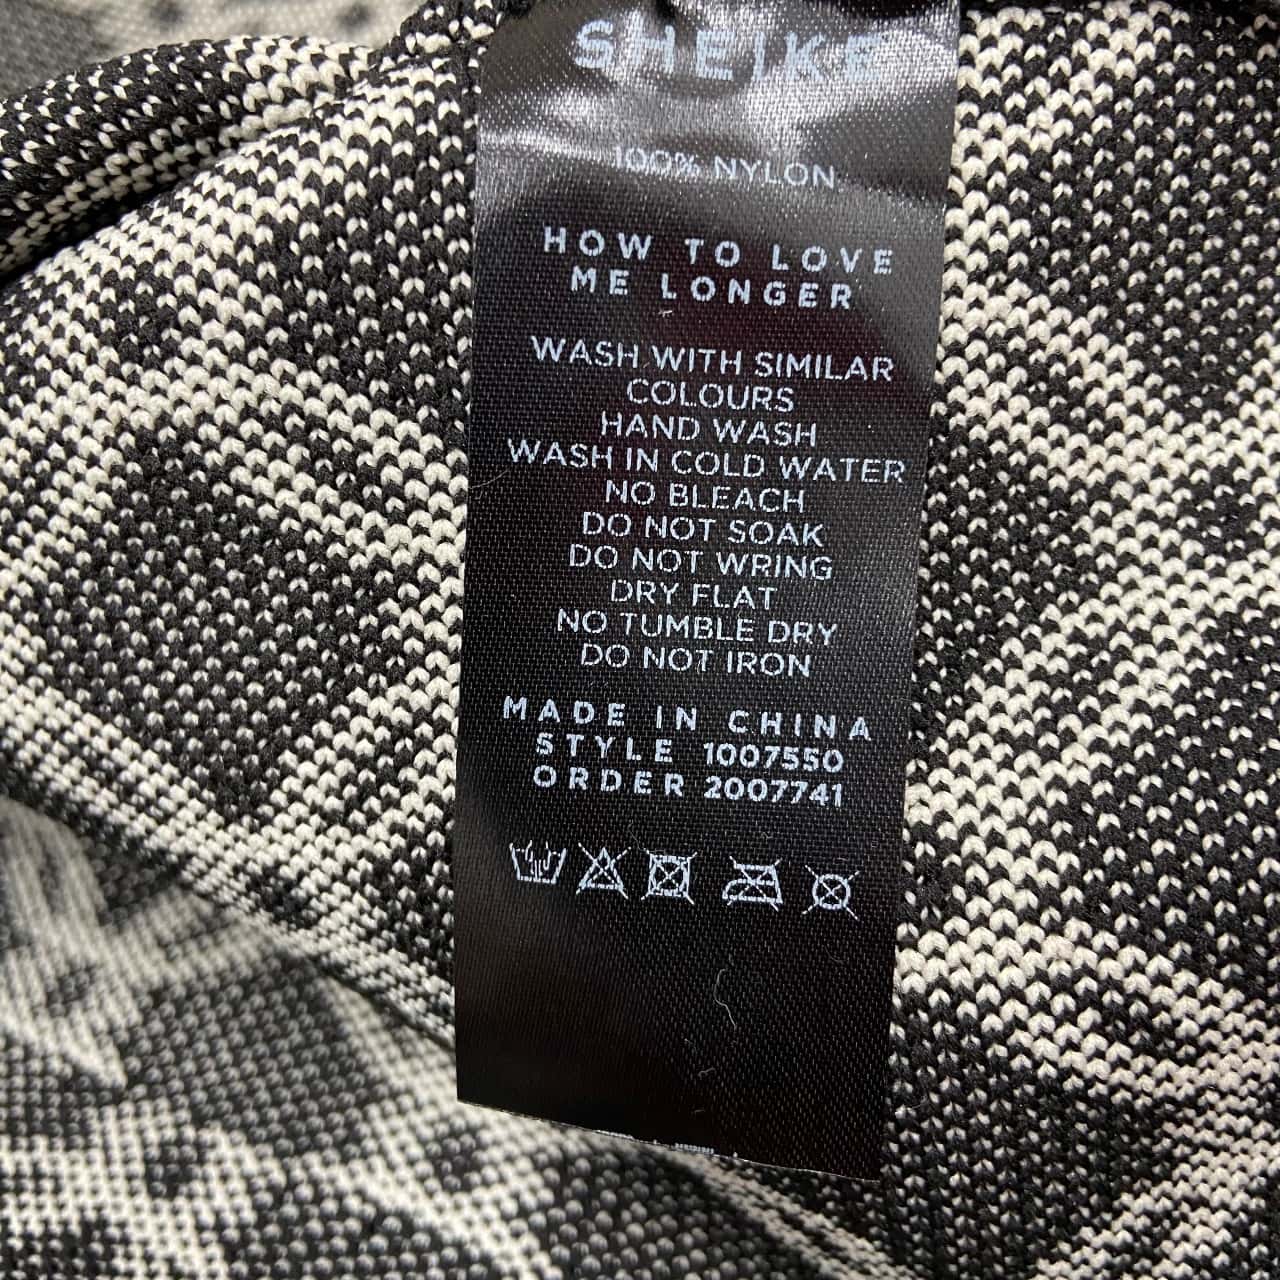 SHEIKE
100% NYLON
HOW TO LOVE
ME LONGER
WASH WITH SIMILAR
COLOURS
HAND WASH
WASH IN COLD WATER
NO BLEACH
DO NOT SOAK
DO NOT WRING
DRY FLAT
NO TUMBLE DRY
DO NOT IRON
MADE IN CHINA
STYLE 1007550
ORDER 2007741